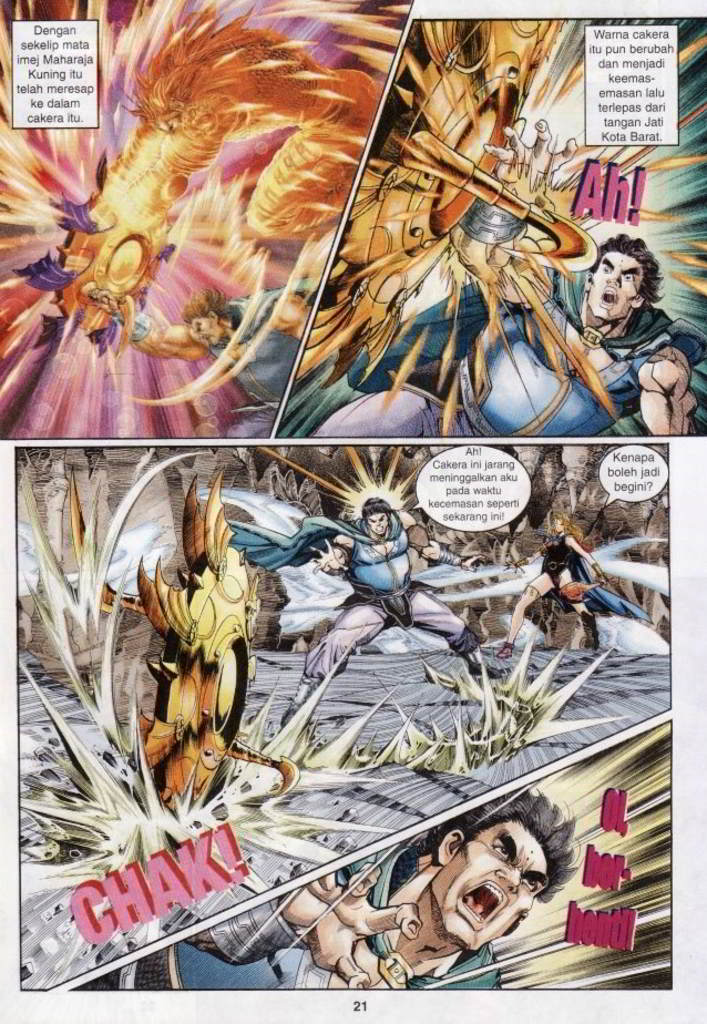 Dengan
sekelip mata
imej Maharaja
Kuning itu
telah meresap
ke dalam
cakera itu.
Warna cakera
itu pun berubah
dan menjadi
keemas-
emasan lalu
terlepas dari
tangan Jati
Kota Barat.
Ah!
Ah!
Cakera ini jarang
meninggalkan aku
pada waktu
kecemasan seperti
sekarang ini!
Kenapa
boleh jadi
begini?
CHAK!
Oi,
ber-
henti!
21